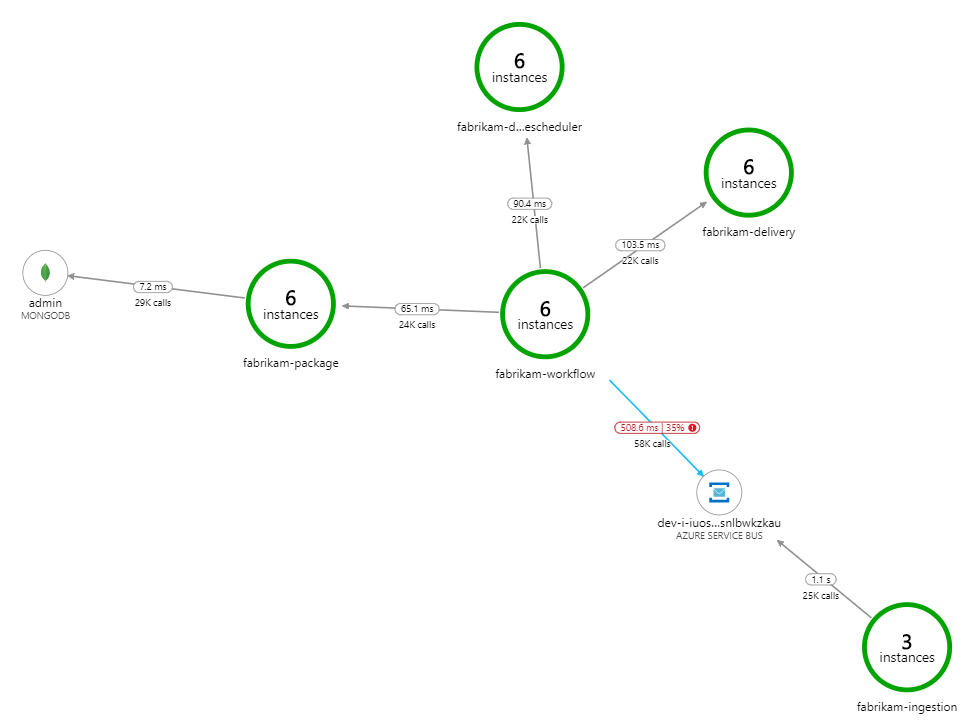 6
instances
fabrikam-d...escheduler
6
instances
fabrikam-delivery
90.4 ms
22K calls
103.5 ms
22K calls
admin
MONGODB
7.2 ms
29K calls
6
instances
fabrikam-package
65.1 ms
24K calls
6
instances
fabrikam-workflow
508.6 ms 35% !
58K calls
dev-i-iuos...snlbwkzkau
AZURE SERVICE BUS
1.1 s
25K calls
3
instances
fabrikam-ingestion